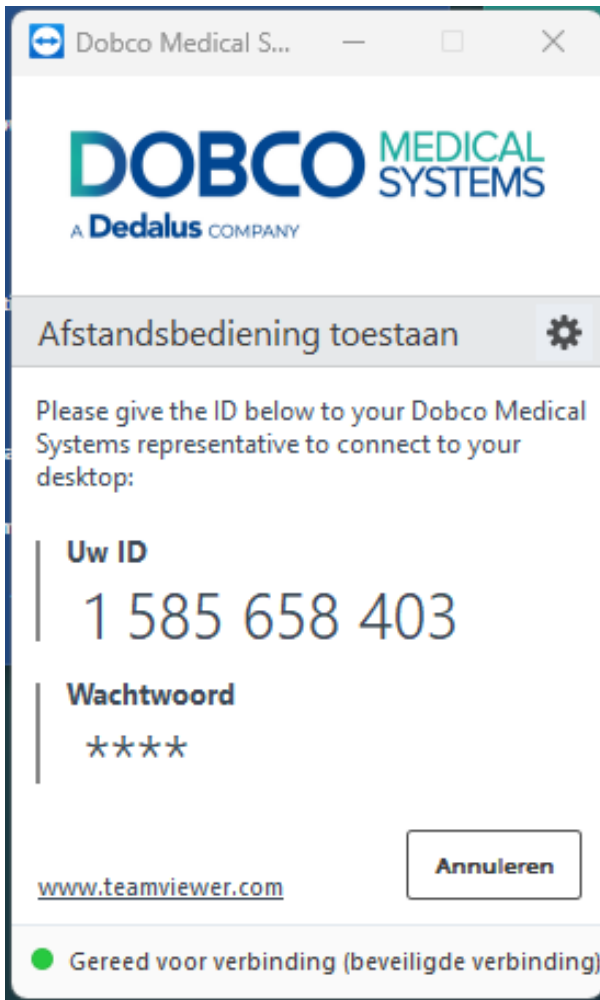 Dobco Medical S...
DOBCO MEDICAL SYSTEMS
A Dedalus COMPANY
Afstandsbediening toestaan
Please give the ID below to your Dobco Medical
Systems representative to connect to your
desktop:
Uw ID
1 585 658 403
Wachtwoord
****
Annuleren
www.teamviewer.com
Gereed voor verbinding (beveiligde verbinding)